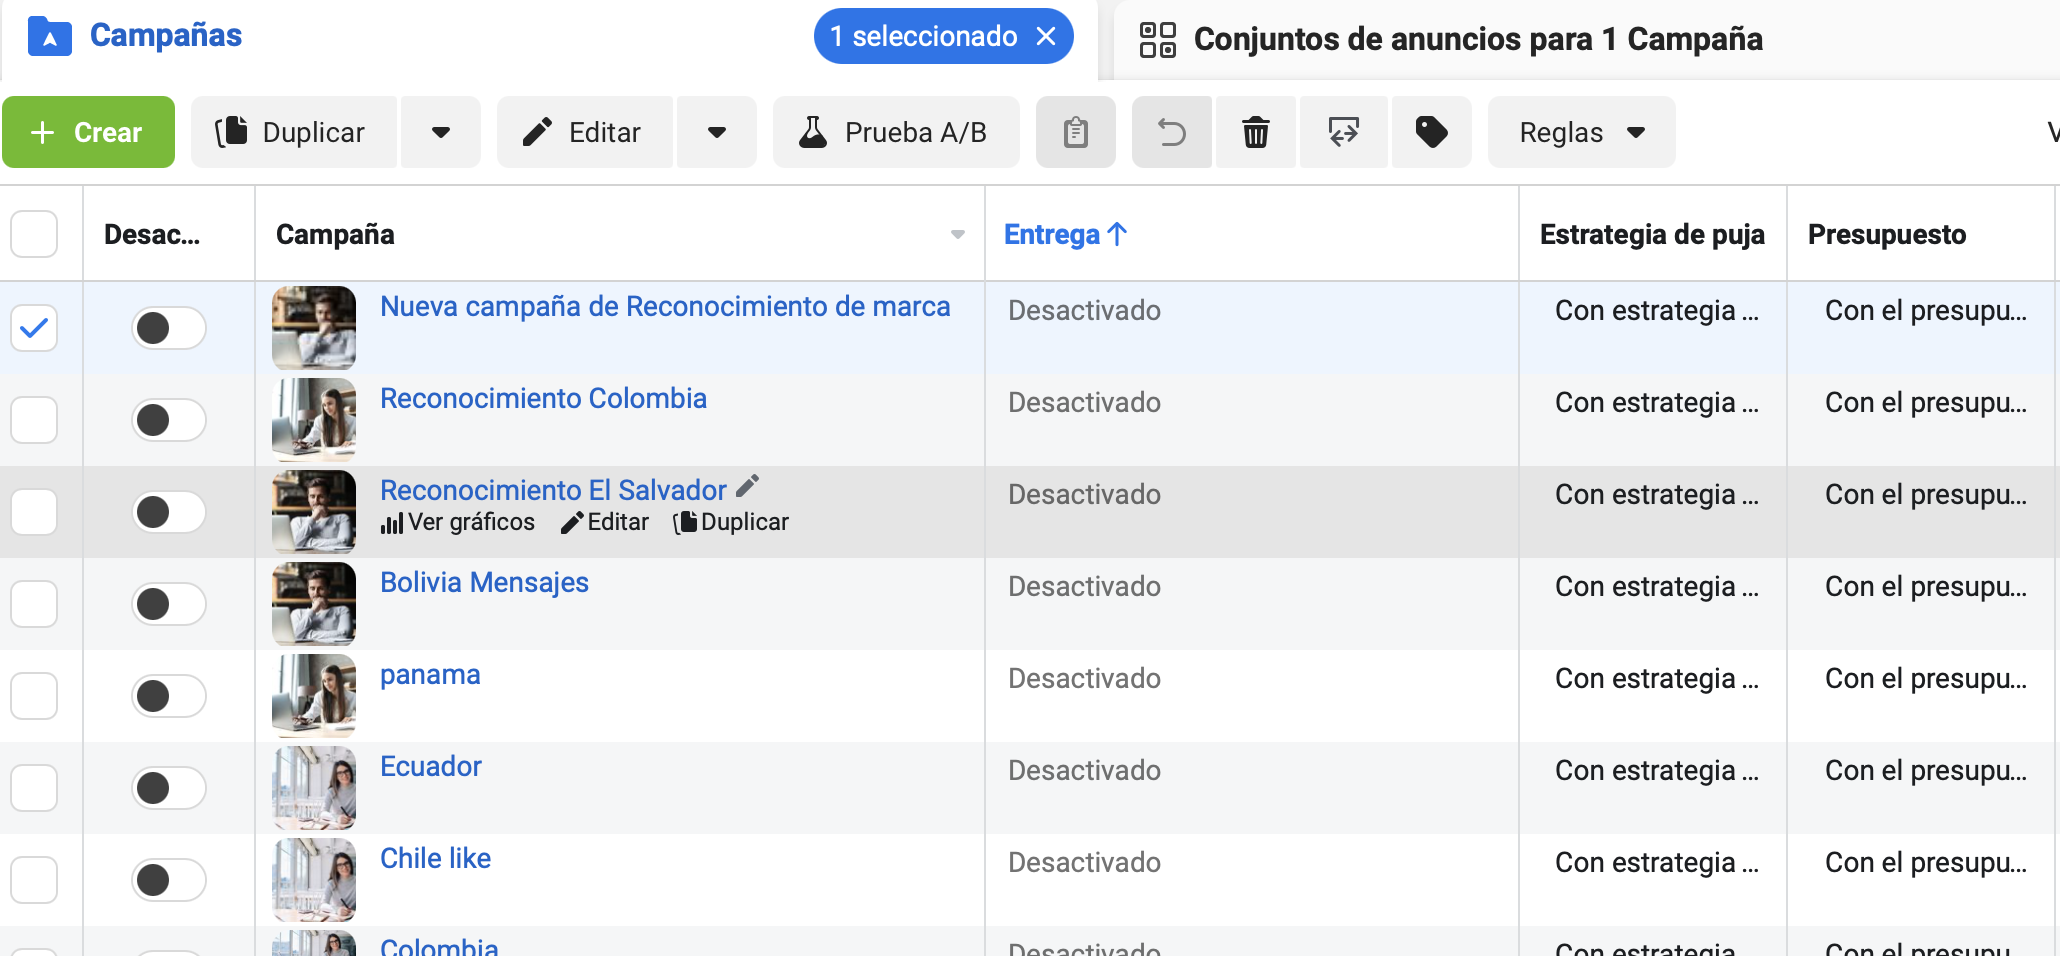 Campañas
1 seleccionado
Conjuntos de anuncios para 1 Campaña
Crear
Duplicar
Editar
Prueba A/B
Reglas
V
Desac...
Campaña
Entrega
Estrategia de puja
Presupuesto
Nueva campaña de Reconocimiento de marca
Desactivado
Con estrategia ...
Con el presupu...
Reconocimiento Colombia
Desactivado
Con estrategia ...
Con el presupu...
Reconocimiento El Salvador
Ver gráficos
Editar
Duplicar
Desactivado
Con estrategia ...
Con el presupu...
Bolivia Mensajes
Desactivado
Con estrategia ...
Con el presupu...
panama
Desactivado
Con estrategia ...
Con el presupu...
Ecuador
Desactivado
Con estrategia ...
Con el presupu...
Chile like
Desactivado
Con estrategia ...
Con el presupu...
Colombia
Desactivado
Con estrategia ...
Con el presupu...